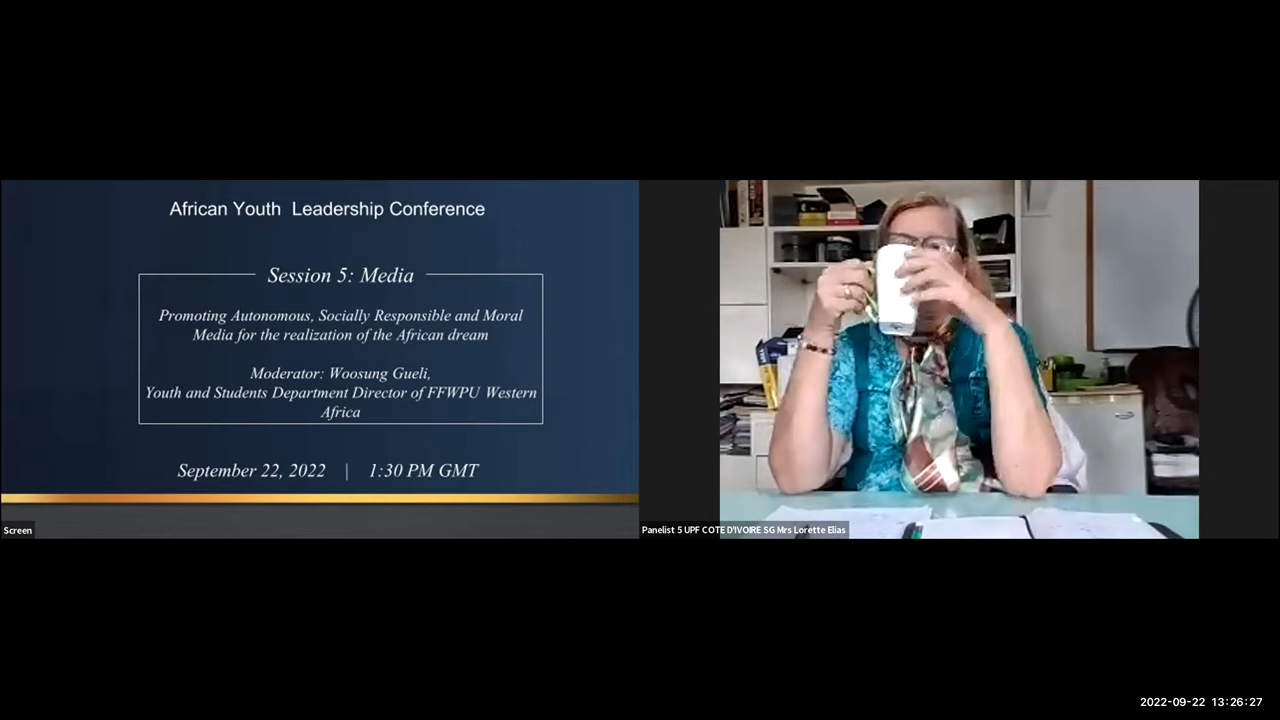 African Youth Leadership Conference
Session 5: Media
Promoting Autonomous, Socially Responsible and Moral
Media for the realization of the African dream
Moderator: Woosung Gueli,
Youth and Students Department Director of FFWPU Western
Africa
September 22, 2022 | 1:30 PM GMT
Screen
Panelist 5 UPF COTE D'IVOIRE SG Mrs Lorette Elias
2022-09-22 13:26:27